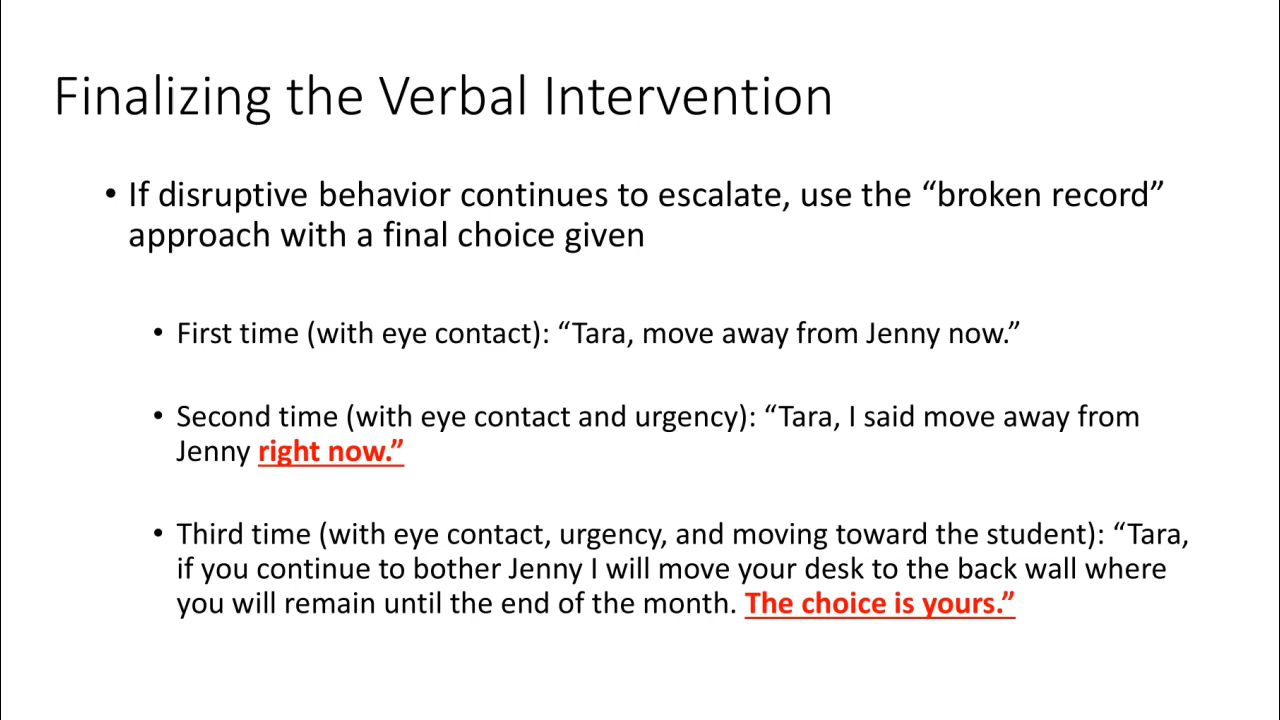 Finalizing the Verbal Intervention
• If disruptive behavior continues to escalate, use the “broken record”
approach with a final choice given
• First time (with eye contact): “Tara, move away from Jenny now.”
• Second time (with eye contact and urgency): “Tara, I said move away from
Jenny right now.”
• Third time (with eye contact, urgency, and moving toward the student): “Tara,
if you continue to bother Jenny I will move your desk to the back wall where
you will remain until the end of the month. The choice is yours.”